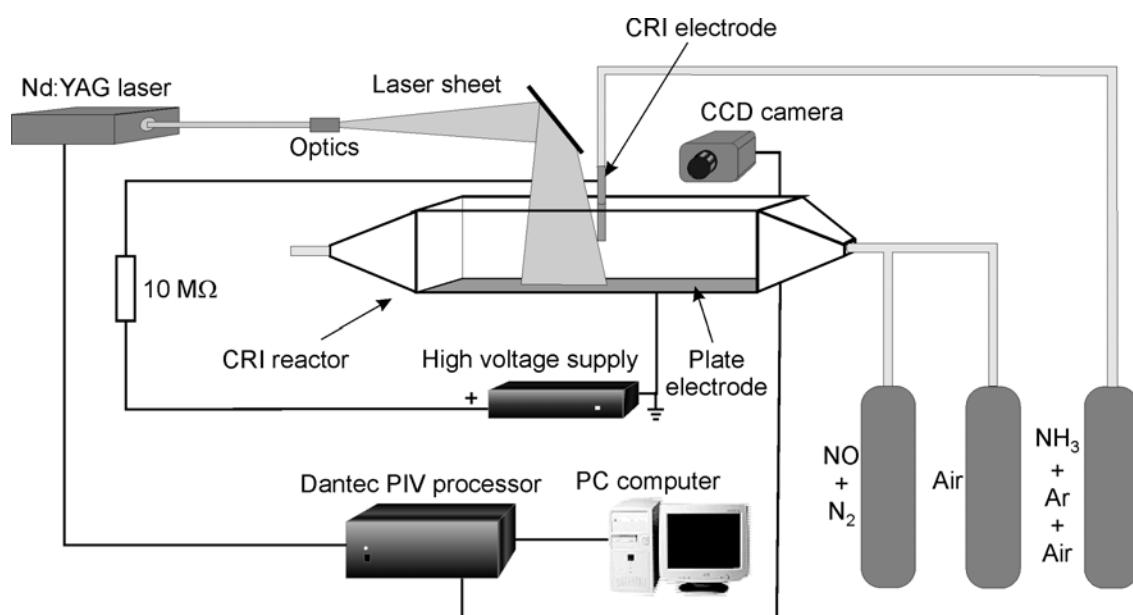 CRI electrode
Nd:YAG laser
Laser sheet
CCD camera
Optics
10 MΩ
CRI reactor
High voltage supply
Plate
electrode
+
NO
+
N₂
Air
NH₃
+
Ar
+
Air
Dantec PIV processor
PC computer